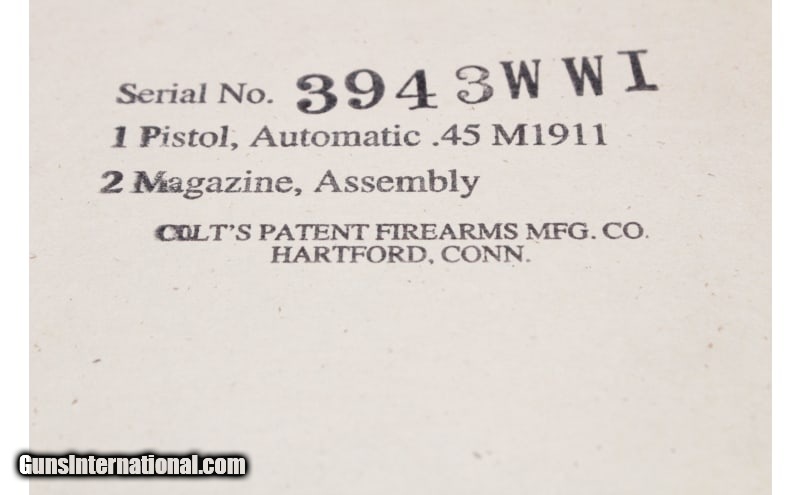 Serial No. 3943WWI
1 Pistol, Automatic .45 M1911
2 Magazine, Assembly
COLT'S PATENT FIREARMS MFG. CO.
HARTFORD, CONN.
GunsInternational.com